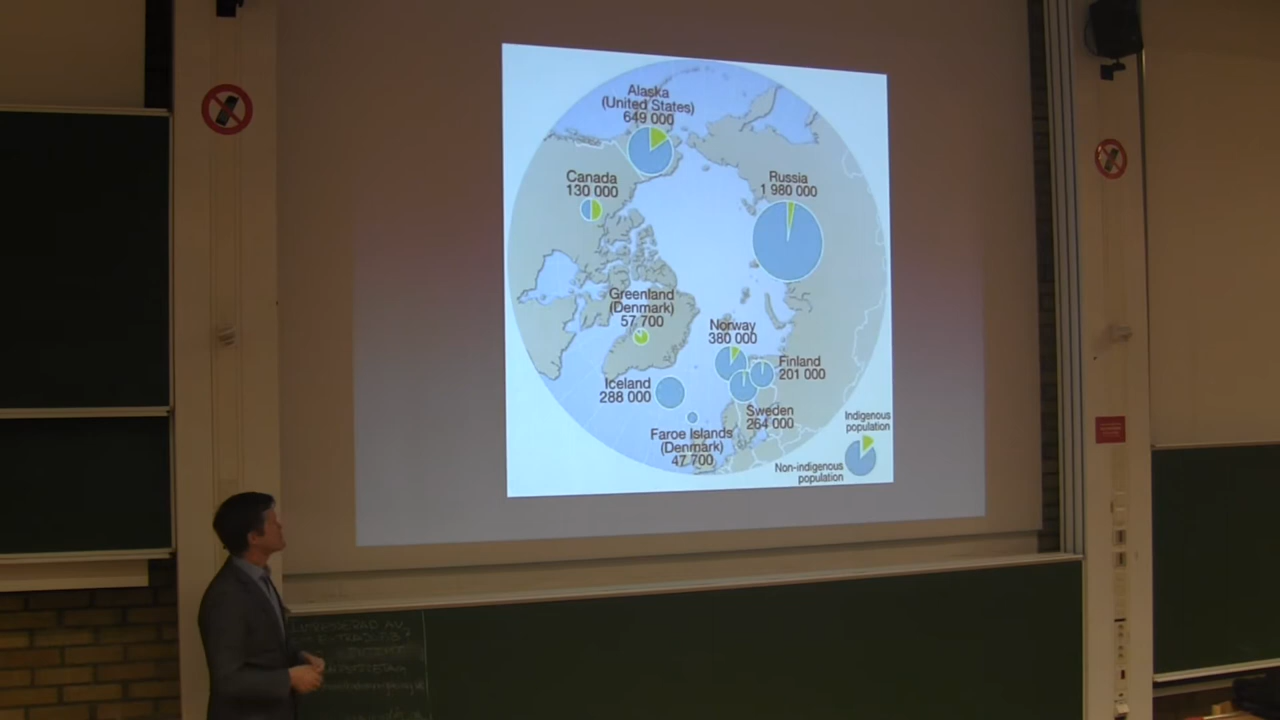 Alaska
(United States)
649 000
Canada
130 000
Russia
1 980 000
Greenland
(Denmark)
57 700
Norway
380 000
Finland
201 000
Iceland
288 000
Sweden
264 000
Faroe Islands
(Denmark)
47 700
Indigenous
population
Non-indigenous
population